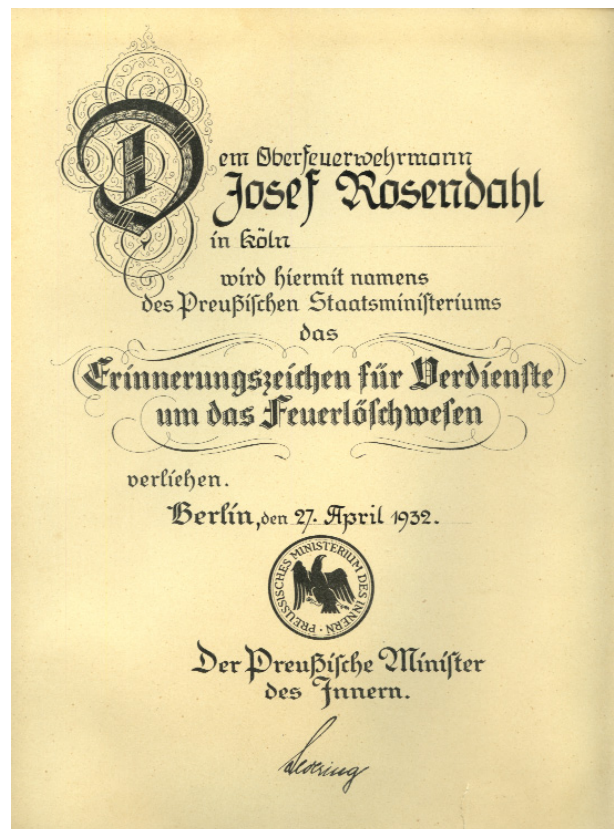 Dem Oberfeuerwehrmann
Josef Rosendahl
in Köln
wird hiermit namens
des Preußischen Staatsministeriums
das
Erinnerungszeichen für Verdienste
um das Feuerlöschwesen
verliehen.
Berlin, den 27. April 1932.
PREUSSISCHES MINISTERIUM DES INNERN
Der Preußische Minister
des Innern.
Severing